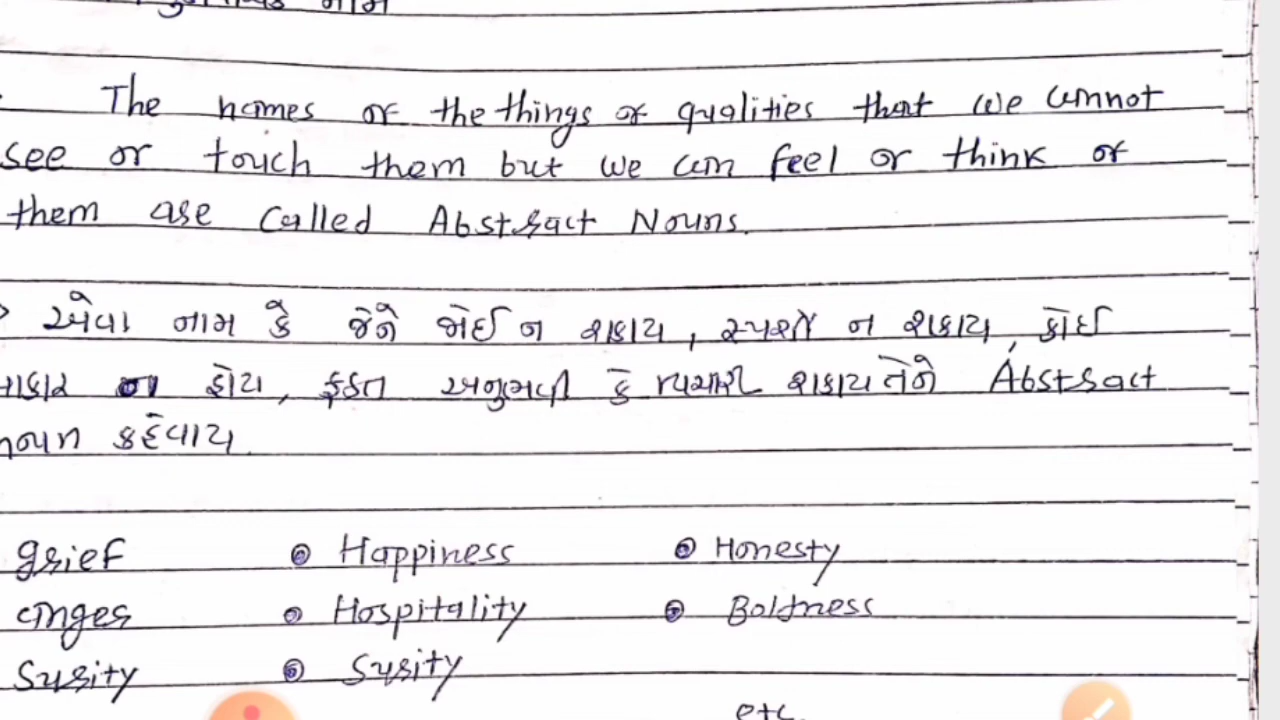 નામ
The names of the things or qualities that we cannot
see or touch them but we can feel or think of
them are called Abstract Nouns.
એવા નામ કે જેને જોઈ ન શકાય, સ્પર્શી ન શકાય, કોઈ
આકાર ના હોય, ફકત અનુભવી કે વિચારી શકાય તેને Abstract
noun કહેવાય
grief Happiness Honesty
anger Hospitality Boldness
Surity Surity
etc.